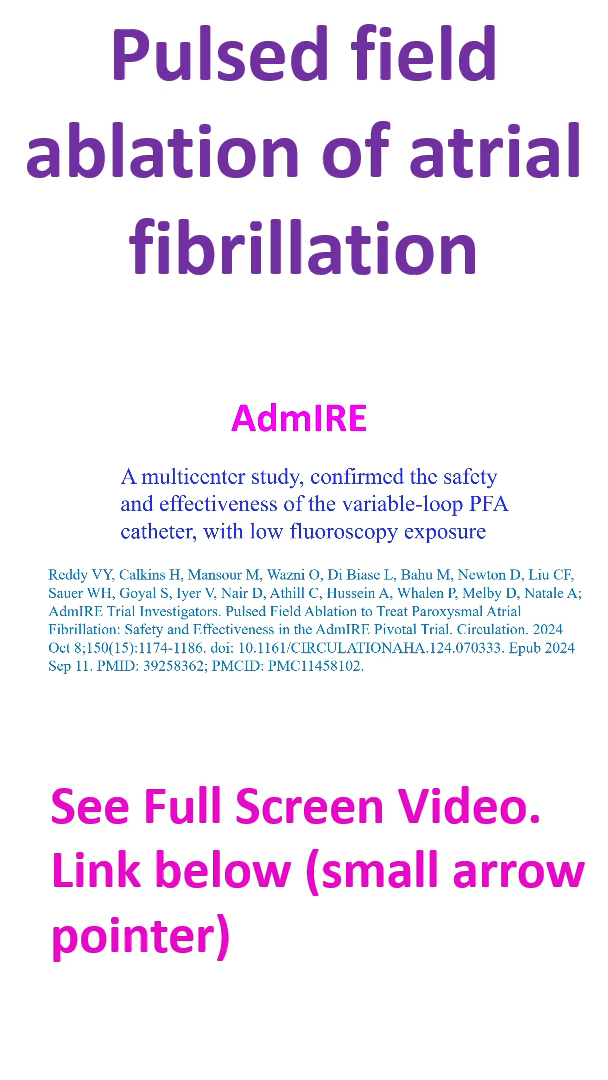 Pulsed field
ablation of atrial
fibrillation
AdmIRE
A multicenter study, confirmed the safety
and effectiveness of the variable-loop PFA
catheter, with low fluoroscopy exposure
Reddy VY, Calkins H, Mansour M, Wazni O, Di Biase L, Bahu M, Newton D, Liu CF,
Sauer WH, Goyal S, Iyer V, Nair D, Athill C, Hussein A, Whalen P, Melby D, Natale A;
AdmIRE Trial Investigators. Pulsed Field Ablation to Treat Paroxysmal Atrial
Fibrillation: Safety and Effectiveness in the AdmIRE Pivotal Trial. Circulation. 2024
Oct 8;150(15):1174-1186. doi: 10.1161/CIRCULATIONAHA.124.070333. Epub 2024
Sep 11. PMID: 39258362; PMCID: PMC11458102.
See Full Screen Video.
Link below (small arrow
pointer)